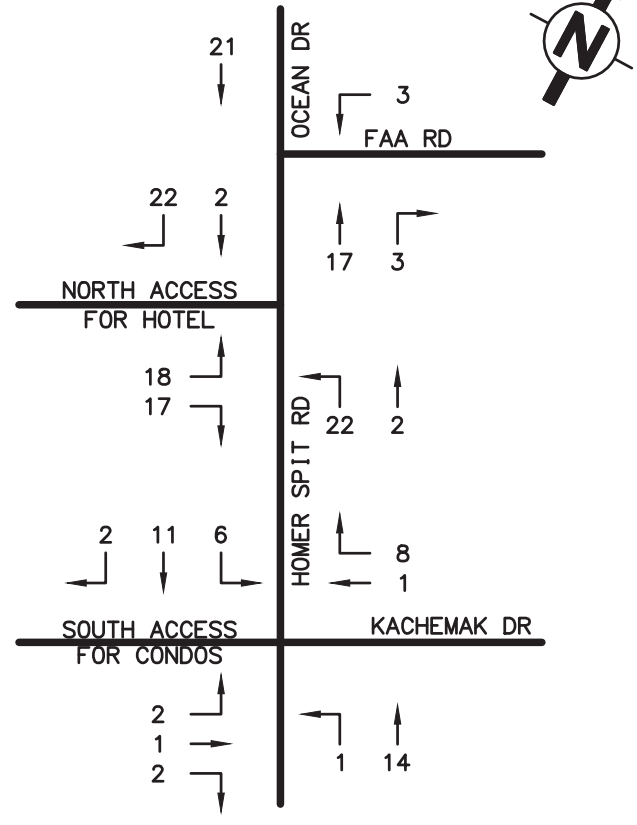 N
21
OCEAN DR
3
FAA RD
22 2
17 3
NORTH ACCESS
FOR HOTEL
18
17
22 2
HOMER SPIT RD
2 11 6
8
1
SOUTH ACCESS
FOR CONDOS
KACHEMAK DR
2
1
2
1 14